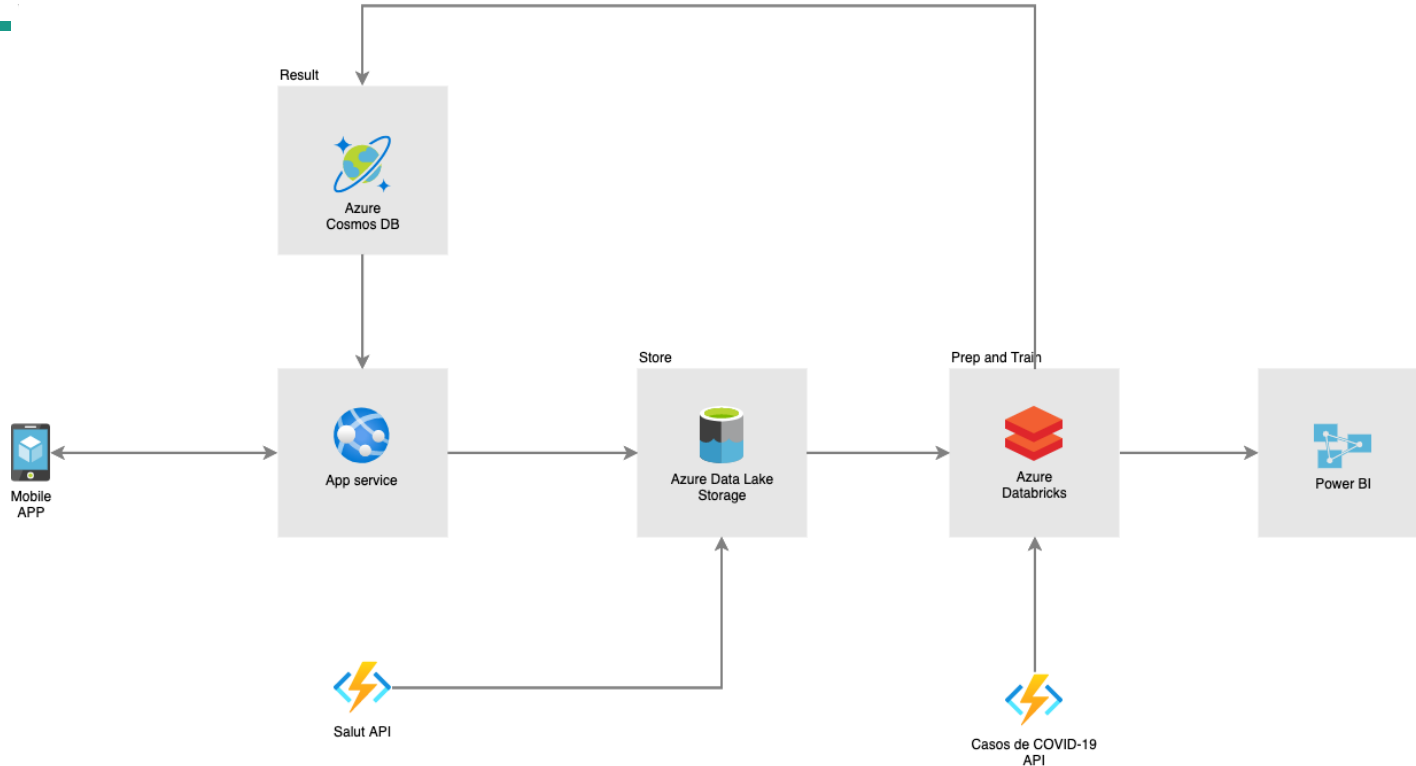 Result
Azure
Cosmos DB
Store
Prep and Train
App service
Azure Data Lake
Storage
Azure
Databricks
Power BI
Mobile
APP
Salut API
Casos de COVID-19
API